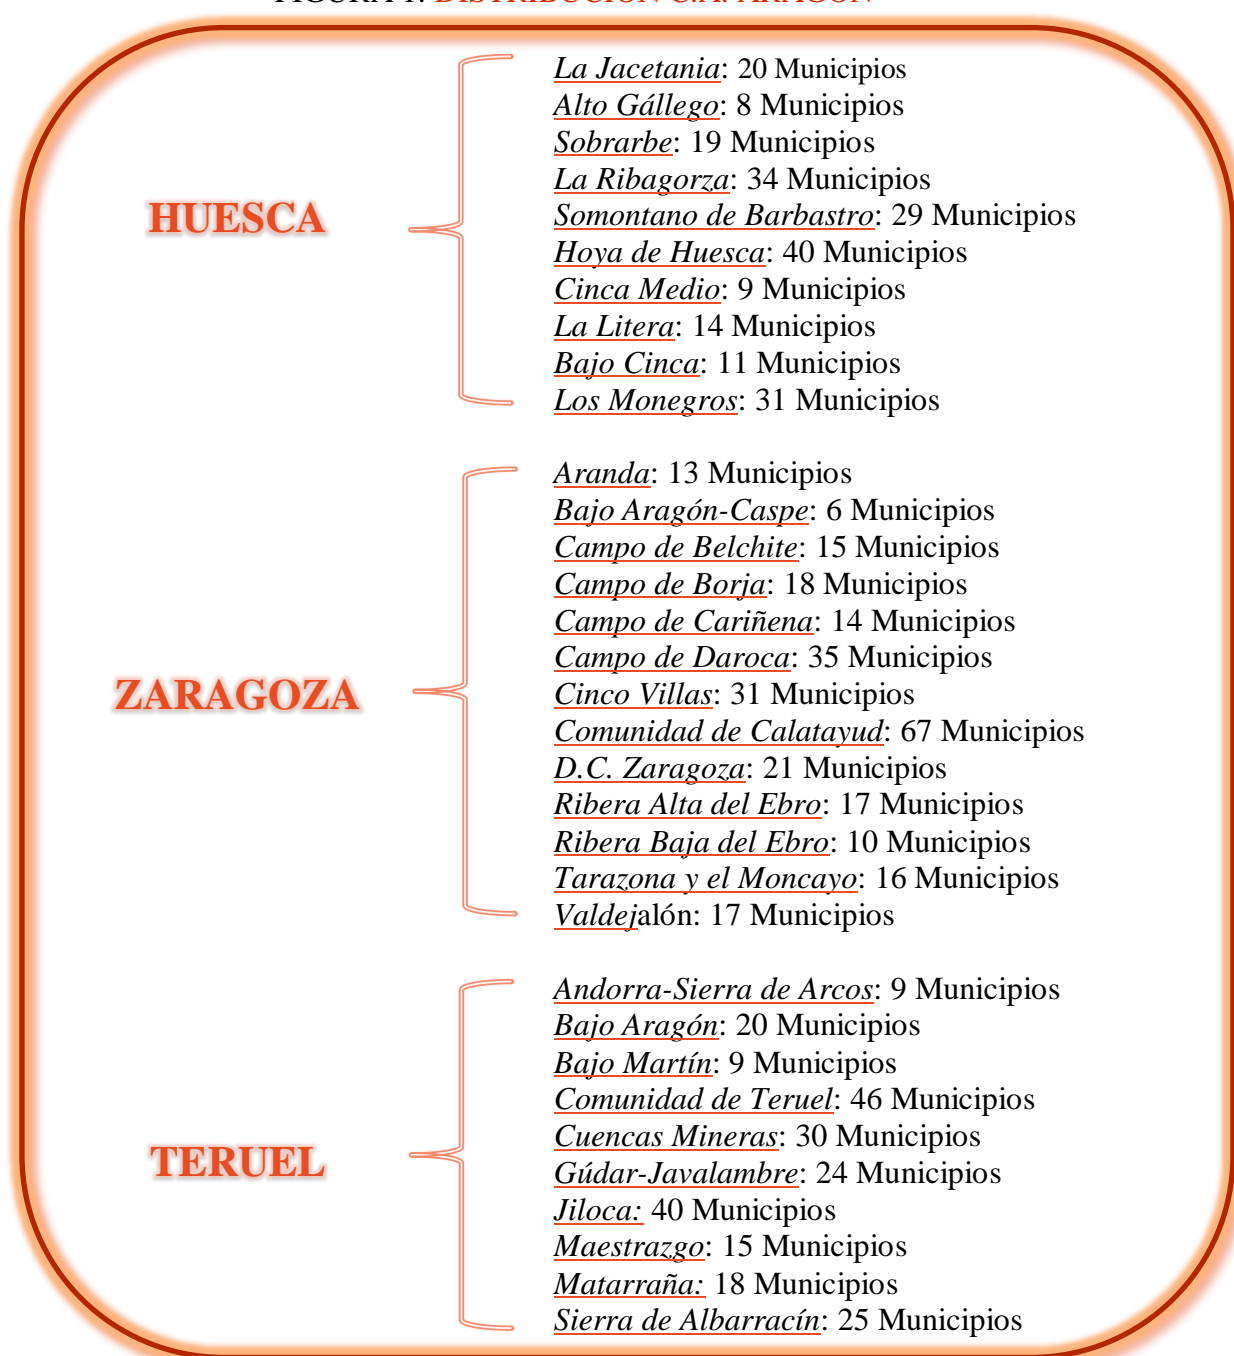 FIGURA 1: DISTRIBUCIÓN C.A. ARAGÓN
HUESCA
La Jacetania: 20 Municipios
Alto Gállego: 8 Municipios
Sobrarbe: 19 Municipios
La Ribagorza: 34 Municipios
Somontano de Barbastro: 29 Municipios
Hoya de Huesca: 40 Municipios
Cinca Medio: 9 Municipios
La Litera: 14 Municipios
Bajo Cinca: 11 Municipios
Los Monegros: 31 Municipios
ZARAGOZA
Aranda: 13 Municipios
Bajo Aragón-Caspe: 6 Municipios
Campo de Belchite: 15 Municipios
Campo de Borja: 18 Municipios
Campo de Cariñena: 14 Municipios
Campo de Daroca: 35 Municipios
Cinco Villas: 31 Municipios
Comunidad de Calatayud: 67 Municipios
D.C. Zaragoza: 21 Municipios
Ribera Alta del Ebro: 17 Municipios
Ribera Baja del Ebro: 10 Municipios
Tarazona y el Moncayo: 16 Municipios
Valdejalón: 17 Municipios
TERUEL
Andorra-Sierra de Arcos: 9 Municipios
Bajo Aragón: 20 Municipios
Bajo Martín: 9 Municipios
Comunidad de Teruel: 46 Municipios
Cuencas Mineras: 30 Municipios
Gúdar-Javalambre: 24 Municipios
Jiloca: 40 Municipios
Maestrazgo: 15 Municipios
Matarraña: 18 Municipios
Sierra de Albarracín: 25 Municipios